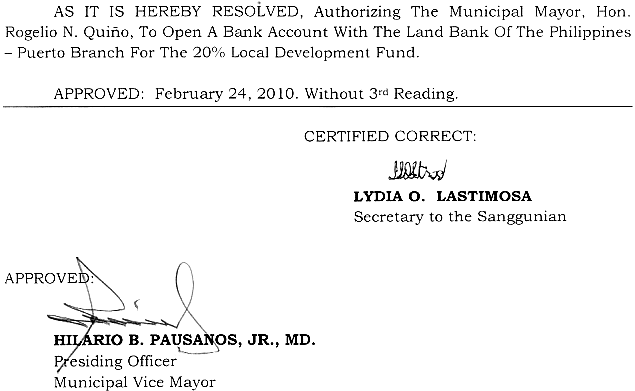 AS IT IS HEREBY RESOLVED, Authorizing The Municipal Mayor, Hon.
Rogelio N. Quiño, To Open A Bank Account With The Land Bank Of The Philippines
– Puerto Branch For The 20% Local Development Fund.
APPROVED: February 24, 2010. Without 3rd Reading.
CERTIFIED CORRECT:
LYDIA O. LASTIMOSA
Secretary to the Sanggunian
APPROVED:
HILARIO B. PAUSANOS, JR., MD.
Presiding Officer
Municipal Vice Mayor